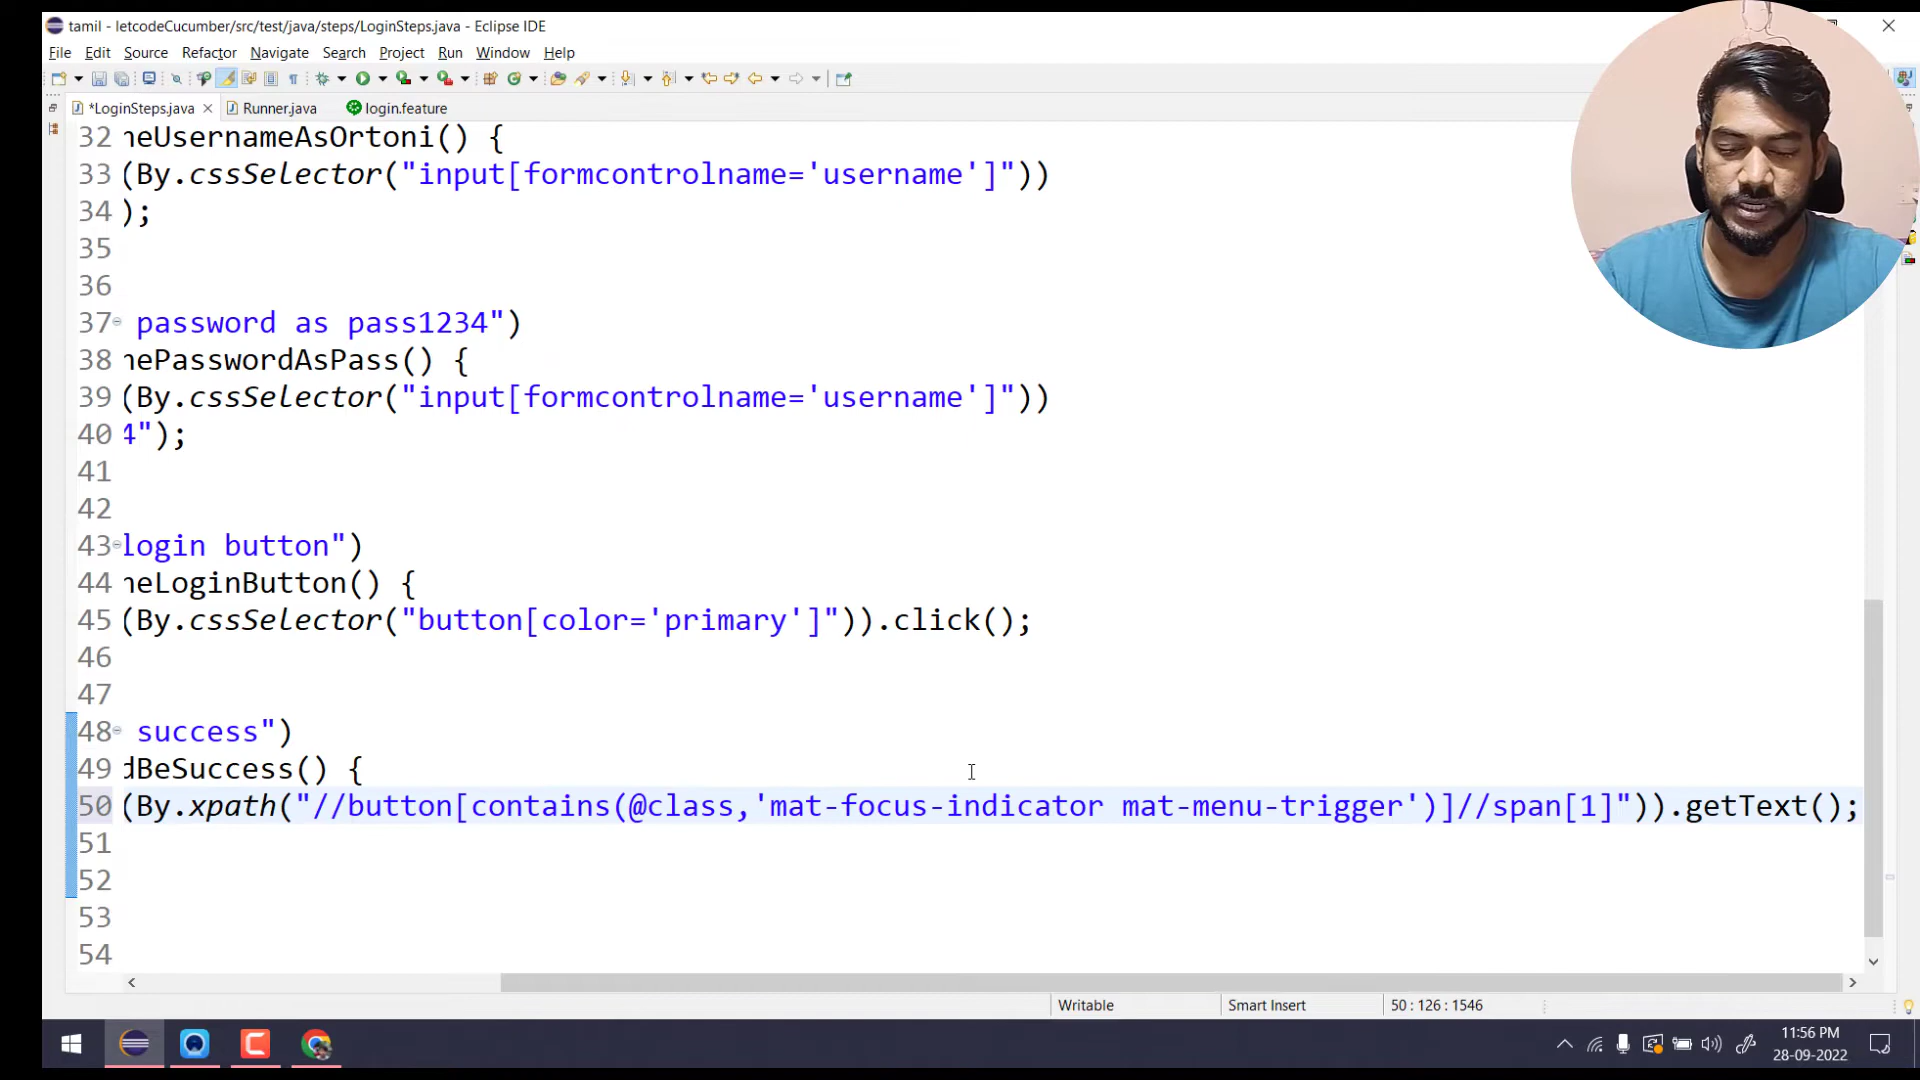 tamil - letcodeCucumber/src/test/java/steps/LoginSteps.java - Eclipse IDE
File Edit Source Refactor Navigate Search Project Run Window Help
*LoginSteps.java Runner.java login.feature
32 heUsernameAsOrtoni() {
33 (By.cssSelector("input[formcontrolname='username']"))
34 );
35
36
37 password as pass1234")
38 hePasswordAsPass() {
39 (By.cssSelector("input[formcontrolname='username']"))
40 4");
41
42
43 login button")
44 heLoginButton() {
45 (By.cssSelector("button[color='primary']")).click();
46
47
48 success")
49 dBeSuccess() {
50 (By.xpath("//button[contains(@class,'mat-focus-indicator mat-menu-trigger')]//span[1]")).getText();
51
52
53
54
Writable Smart Insert 50 : 126 : 1546
11:56 PM
28-09-2022